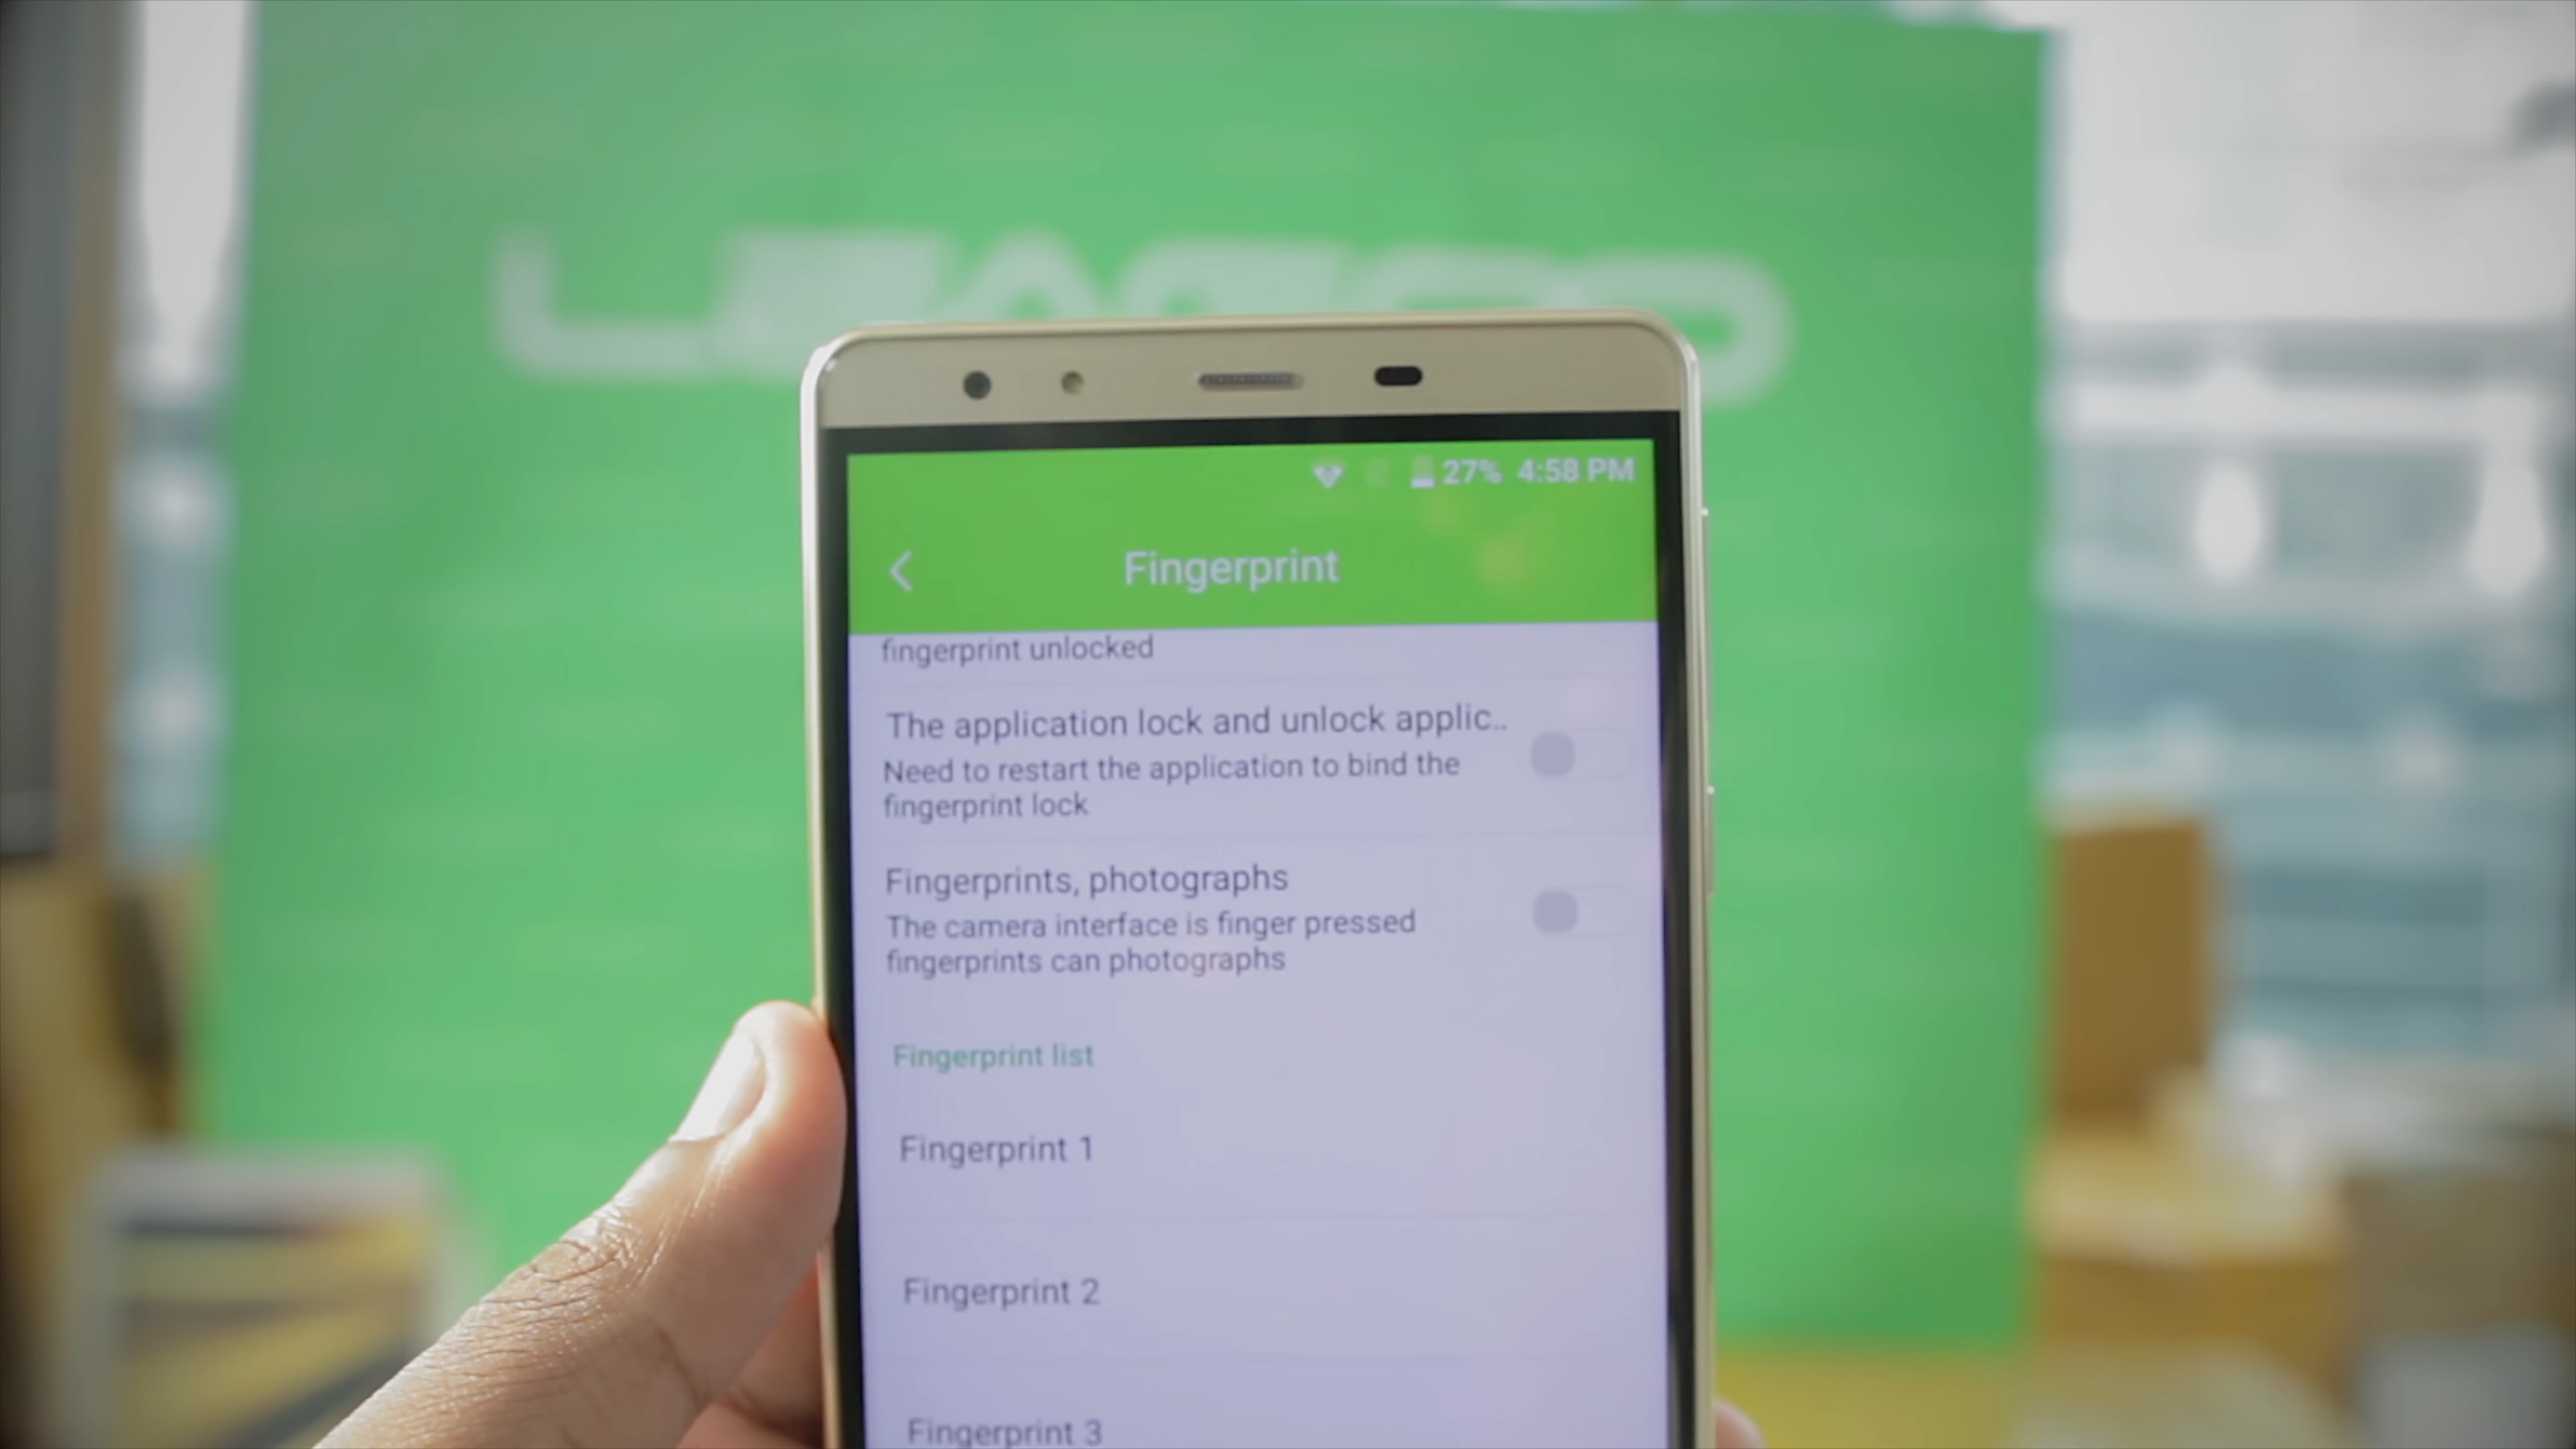 27% 4:58 PM
Fingerprint
fingerprint unlocked
The application lock and unlock applic..
Need to restart the application to bind the
fingerprint lock
Fingerprints, photographs
The camera interface is finger pressed
fingerprints can photographs
Fingerprint list
Fingerprint 1
Fingerprint 2
Fingerprint 3